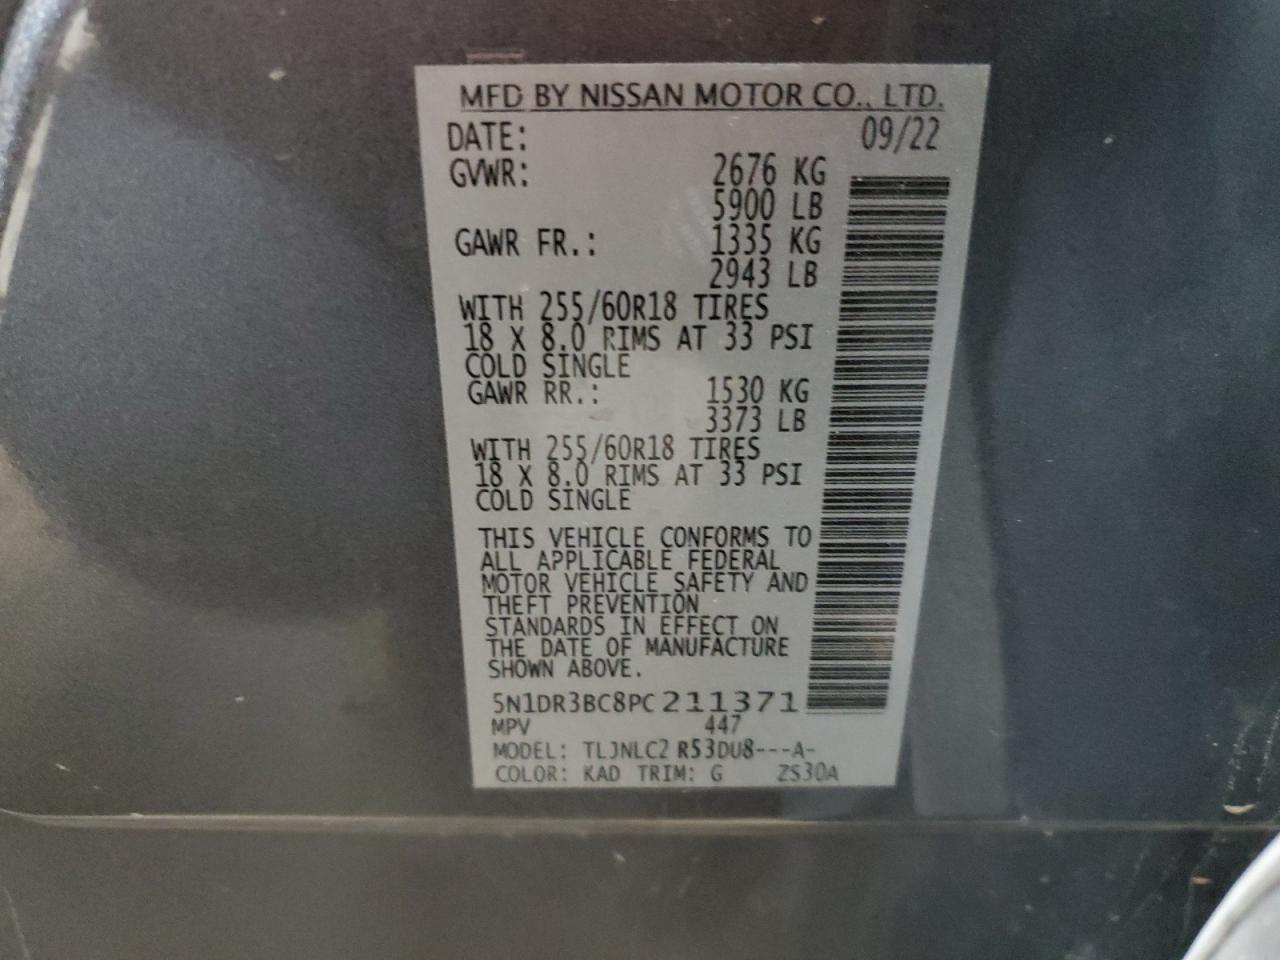 MFD BY NISSAN MOTOR CO., LTD.
DATE: 09/22
GVWR: 2676 KG
5900 LB
GAWR FR.: 1335 KG
2943 LB
WITH 255/60R18 TIRES
18 X 8.0 RIMS AT 33 PSI
COLD SINGLE
GAWR RR.: 1530 KG
3373 LB
WITH 255/60R18 TIRES
18 X 8.0 RIMS AT 33 PSI
COLD SINGLE
THIS VEHICLE CONFORMS TO
ALL APPLICABLE FEDERAL
MOTOR VEHICLE SAFETY AND
THEFT PREVENTION
STANDARDS IN EFFECT ON
THE DATE OF MANUFACTURE
SHOWN ABOVE.
5N1DR3BC8PC211371
MPV 447
MODEL: TLJNLC2 R53DU8---A-
COLOR: KAD TRIM: G ZS30A